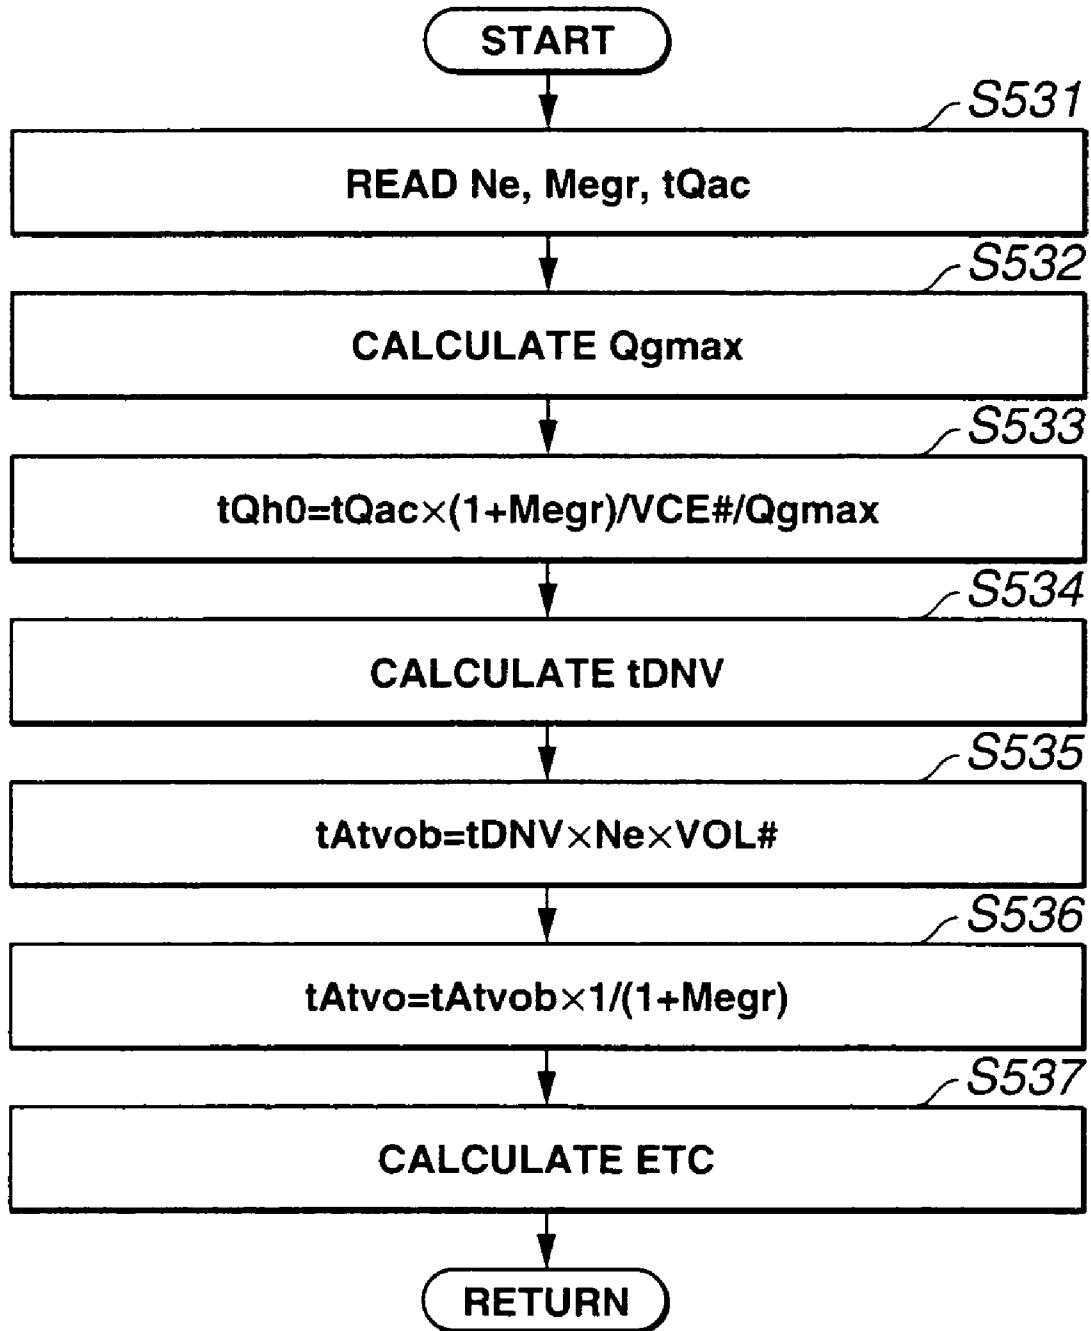 START
S531
READ Ne, Megr, tQac
S532
CALCULATE Qgmax
S533
tQh0=tQac×(1+Megr)/VCE#/Qgmax
S534
CALCULATE tDNV
S535
tAtvob=tDNV×Ne×VOL#
S536
tAtvo=tAtvob×1/(1+Megr)
S537
CALCULATE ETC
RETURN